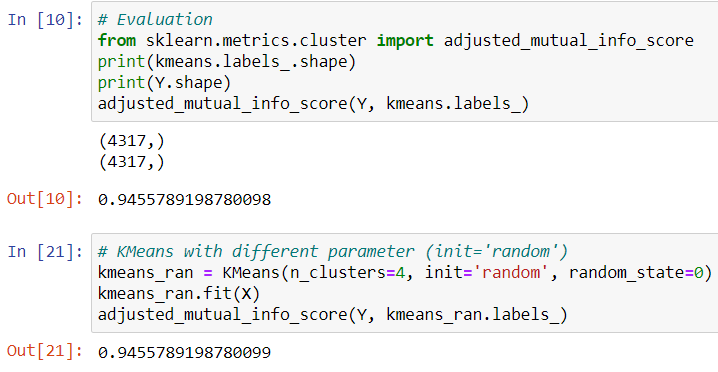 In [10]: # Evaluation
from sklearn.metrics.cluster import adjusted_mutual_info_score
print(kmeans.labels_.shape)
print(Y.shape)
adjusted_mutual_info_score(Y, kmeans.labels_)
(4317,)
(4317,)
Out[10]: 0.9455789198780098
In [21]: # KMeans with different parameter (init='random')
kmeans_ran = KMeans(n_clusters=4, init='random', random_state=0)
kmeans_ran.fit(X)
adjusted_mutual_info_score(Y, kmeans_ran.labels_)
Out[21]: 0.9455789198780099